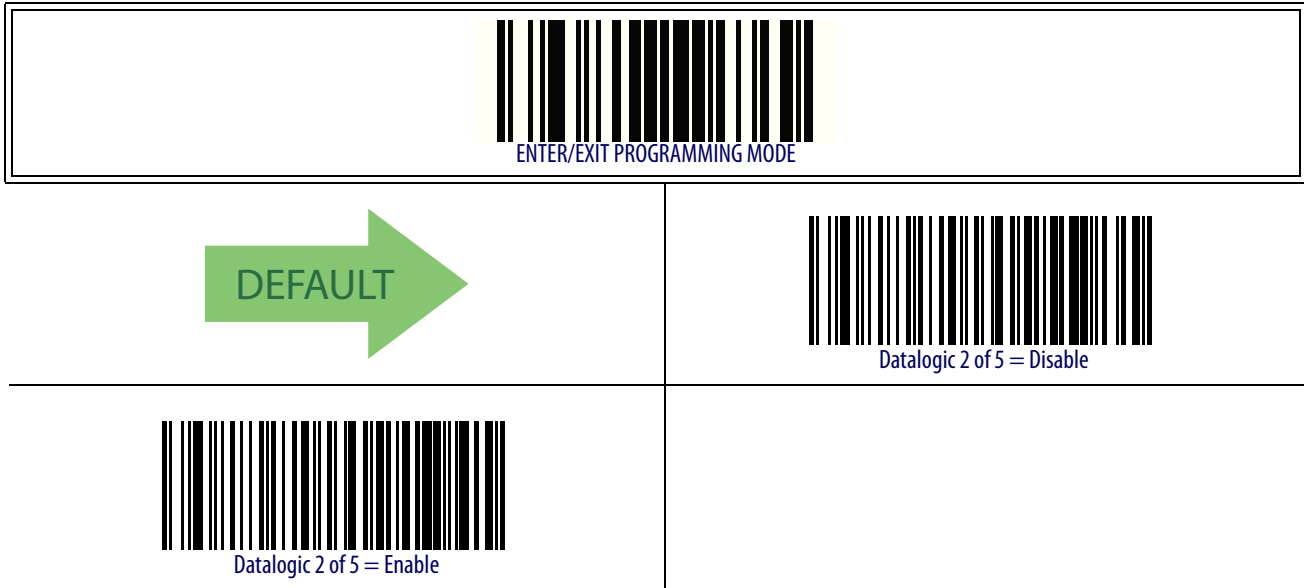 ENTER/EXIT PROGRAMMING MODE
DEFAULT
Datalogic 2 of 5 = Disable
Datalogic 2 of 5 = Enable